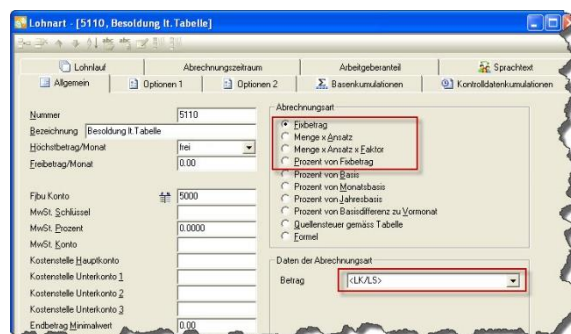 Lohnart - [5110, Besoldung lt. Tabelle]
Lohnlauf Abrechnungszeitraum Arbeitgeberanteil Sprachtext
Allgemein Optionen 1 Optionen 2 Basenkumulationen Kontrolldatenkumulationen
Nummer 5110
Bezeichnung Besoldung lt.Tabelle
Höchstbetrag/Monat frei
Freibetrag/Monat 0.00
Fibu Konto 5000
MwSt. Schlüssel
MwSt. Prozent 0.0000
MwSt. Konto
Kostenstelle Hauptkonto
Kostenstelle Unterkonto 1
Kostenstelle Unterkonto 2
Kostenstelle Unterkonto 3
Endbetrag Minimalwert 0.00
Abrechnungsart
Fixbetrag
Menge x Ansatz
Menge x Ansatz x Faktor
Prozent von Fixbetrag
Prozent von Basis
Prozent von Monatsbasis
Prozent von Jahresbasis
Prozent von Basisdifferenz zu Vormonat
Quellensteuer gemäss Tabelle
Formel
Daten der Abrechnungsart
Betrag <LK/LS>